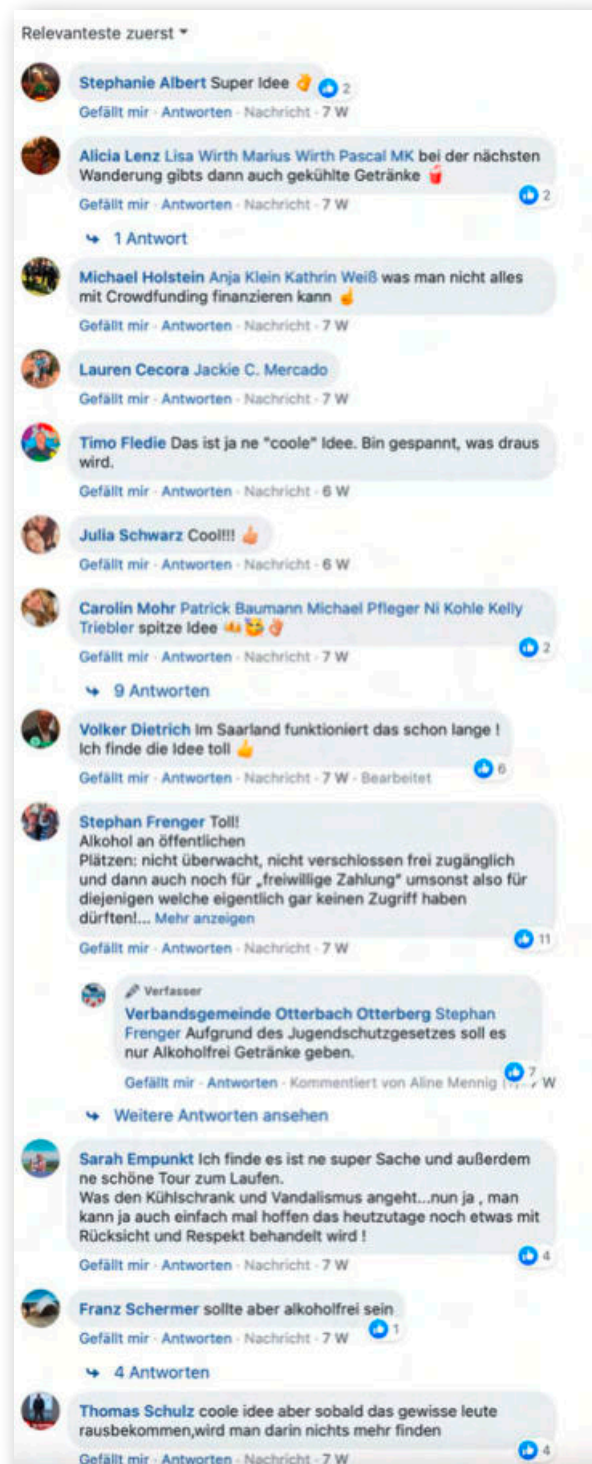 Relevanteste zuerst
Stephanie Albert Super Idee 👌 2
Gefällt mir · Antworten · Nachricht · 7 W
Alicia Lenz Lisa Wirth Marius Wirth Pascal MK bei der nächsten
Wanderung gibts dann auch gekühlte Getränke 🥤
2
Gefällt mir · Antworten · Nachricht · 7 W
1 Antwort
Michael Holstein Anja Klein Kathrin Weiß was man nicht alles
mit Crowdfunding finanzieren kann ☝️
Gefällt mir · Antworten · Nachricht · 7 W
Lauren Cecora Jackie C. Mercado
Gefällt mir · Antworten · Nachricht · 7 W
Timo Fledie Das ist ja ne "coole" Idee. Bin gespannt, was draus
wird.
Gefällt mir · Antworten · Nachricht · 6 W
Julia Schwarz Cool!!! 👍
Gefällt mir · Antworten · Nachricht · 6 W
Carolin Mohr Patrick Baumann Michael Pfleger Ni Kohle Kelly
Triebler spitze Idee
2
Gefällt mir · Antworten · Nachricht · 7 W
9 Antworten
Volker Dietrich Im Saarland funktioniert das schon lange !
Ich finde die Idee toll 👍
6
Gefällt mir · Antworten · Nachricht · 7 W · Bearbeitet
Stephan Frenger Toll!
Alkohol an öffentlichen
Plätzen: nicht überwacht, nicht verschlossen frei zugänglich
und dann auch noch für „freiwillige Zahlung" umsonst also für
diejenigen welche eigentlich gar keinen Zugriff haben
dürften!... Mehr anzeigen
11
Gefällt mir · Antworten · Nachricht · 7 W
Verfasser
Verbandsgemeinde Otterbach Otterberg Stephan
Frenger Aufgrund des Jugendschutzgesetzes soll es
nur Alkoholfrei Getränke geben.
7
Gefällt mir · Antworten · Kommentiert von Aline Mennig W
Weitere Antworten ansehen
Sarah Empunkt Ich finde es ist ne super Sache und außerdem
ne schöne Tour zum Laufen.
Was den Kühlschrank und Vandalismus angeht...nun ja , man
kann ja auch einfach mal hoffen das heutzutage noch etwas mit
Rücksicht und Respekt behandelt wird !
4
Gefällt mir · Antworten · Nachricht · 7 W
Franz Schermer sollte aber alkoholfrei sein
1
Gefällt mir · Antworten · Nachricht · 7 W
4 Antworten
Thomas Schulz coole idee aber sobald das gewisse leute
rausbekommen,wird man darin nichts mehr finden
4
Gefällt mir · Antworten · Nachricht · 7 W